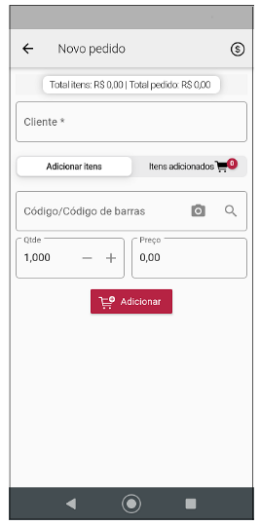 Novo pedido
Total itens: R$ 0,00 | Total pedido: R$ 0,00
Cliente *
Adicionar itens
Itens adicionados 0
Código/Código de barras
Qtde
Preço
1,000
0,00
Adicionar